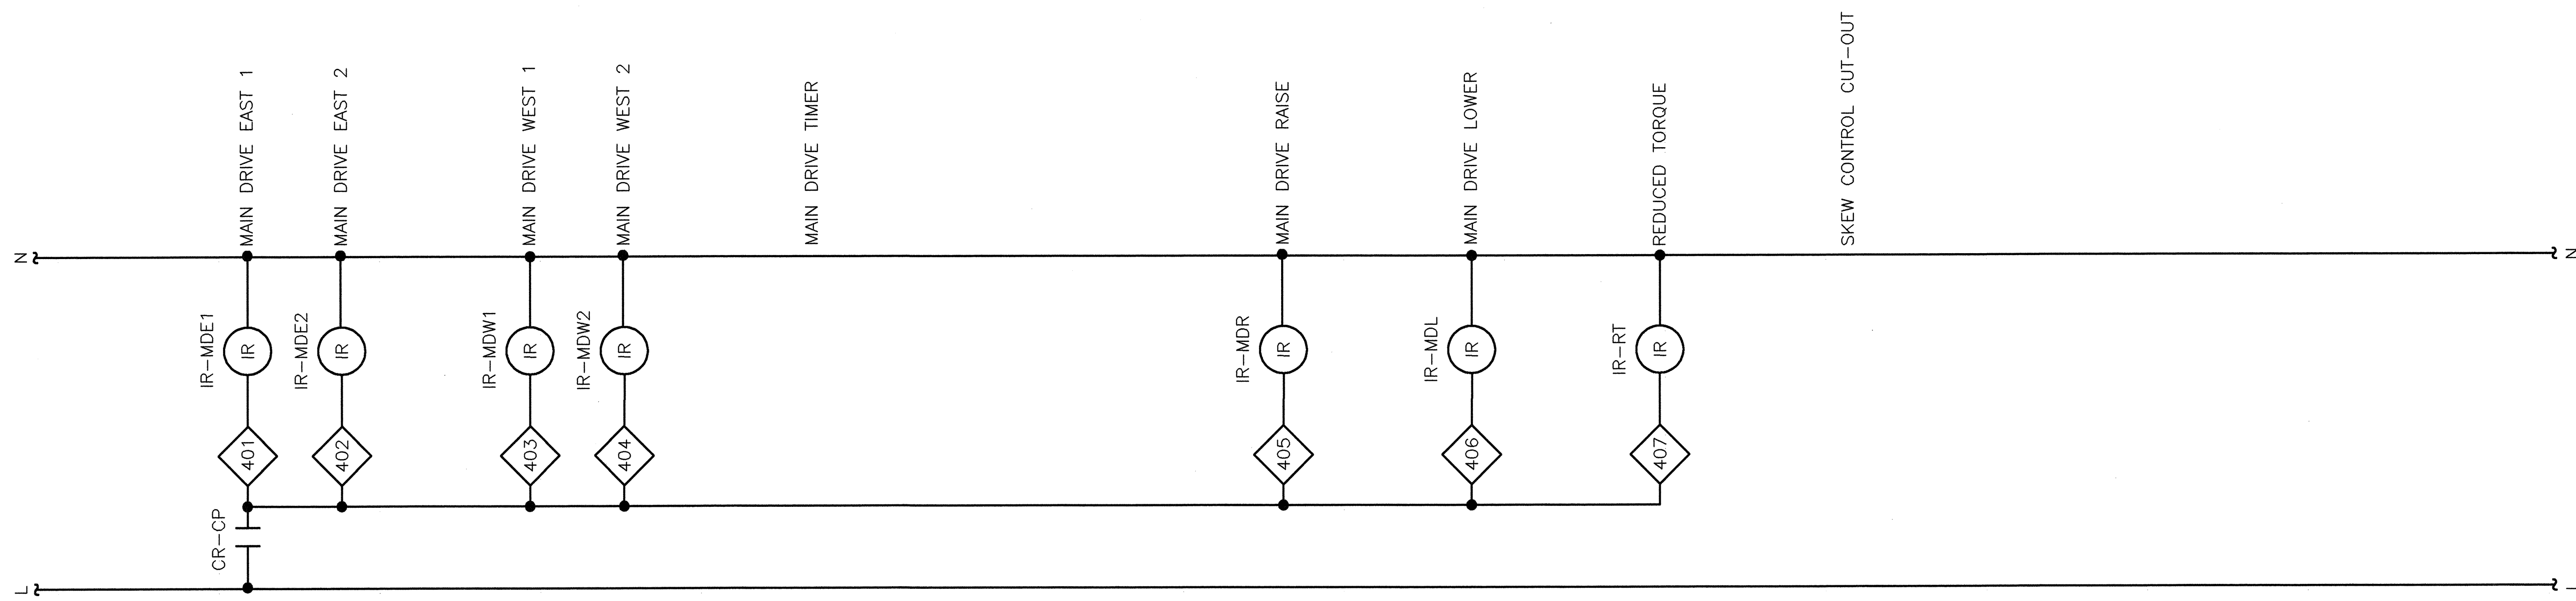 L
N
CR-CP
401
IR-MDE1
IR
MAIN DRIVE EAST 1
402
IR-MDE2
IR
MAIN DRIVE EAST 2
403
IR-MDW1
IR
MAIN DRIVE WEST 1
404
IR-MDW2
IR
MAIN DRIVE WEST 2
MAIN DRIVE TIMER
405
IR-MDR
IR
MAIN DRIVE RAISE
406
IR-MDL
IR
MAIN DRIVE LOWER
407
IR-RT
IR
REDUCED TORQUE
SKEW CONTROL CUT-OUT
L
N